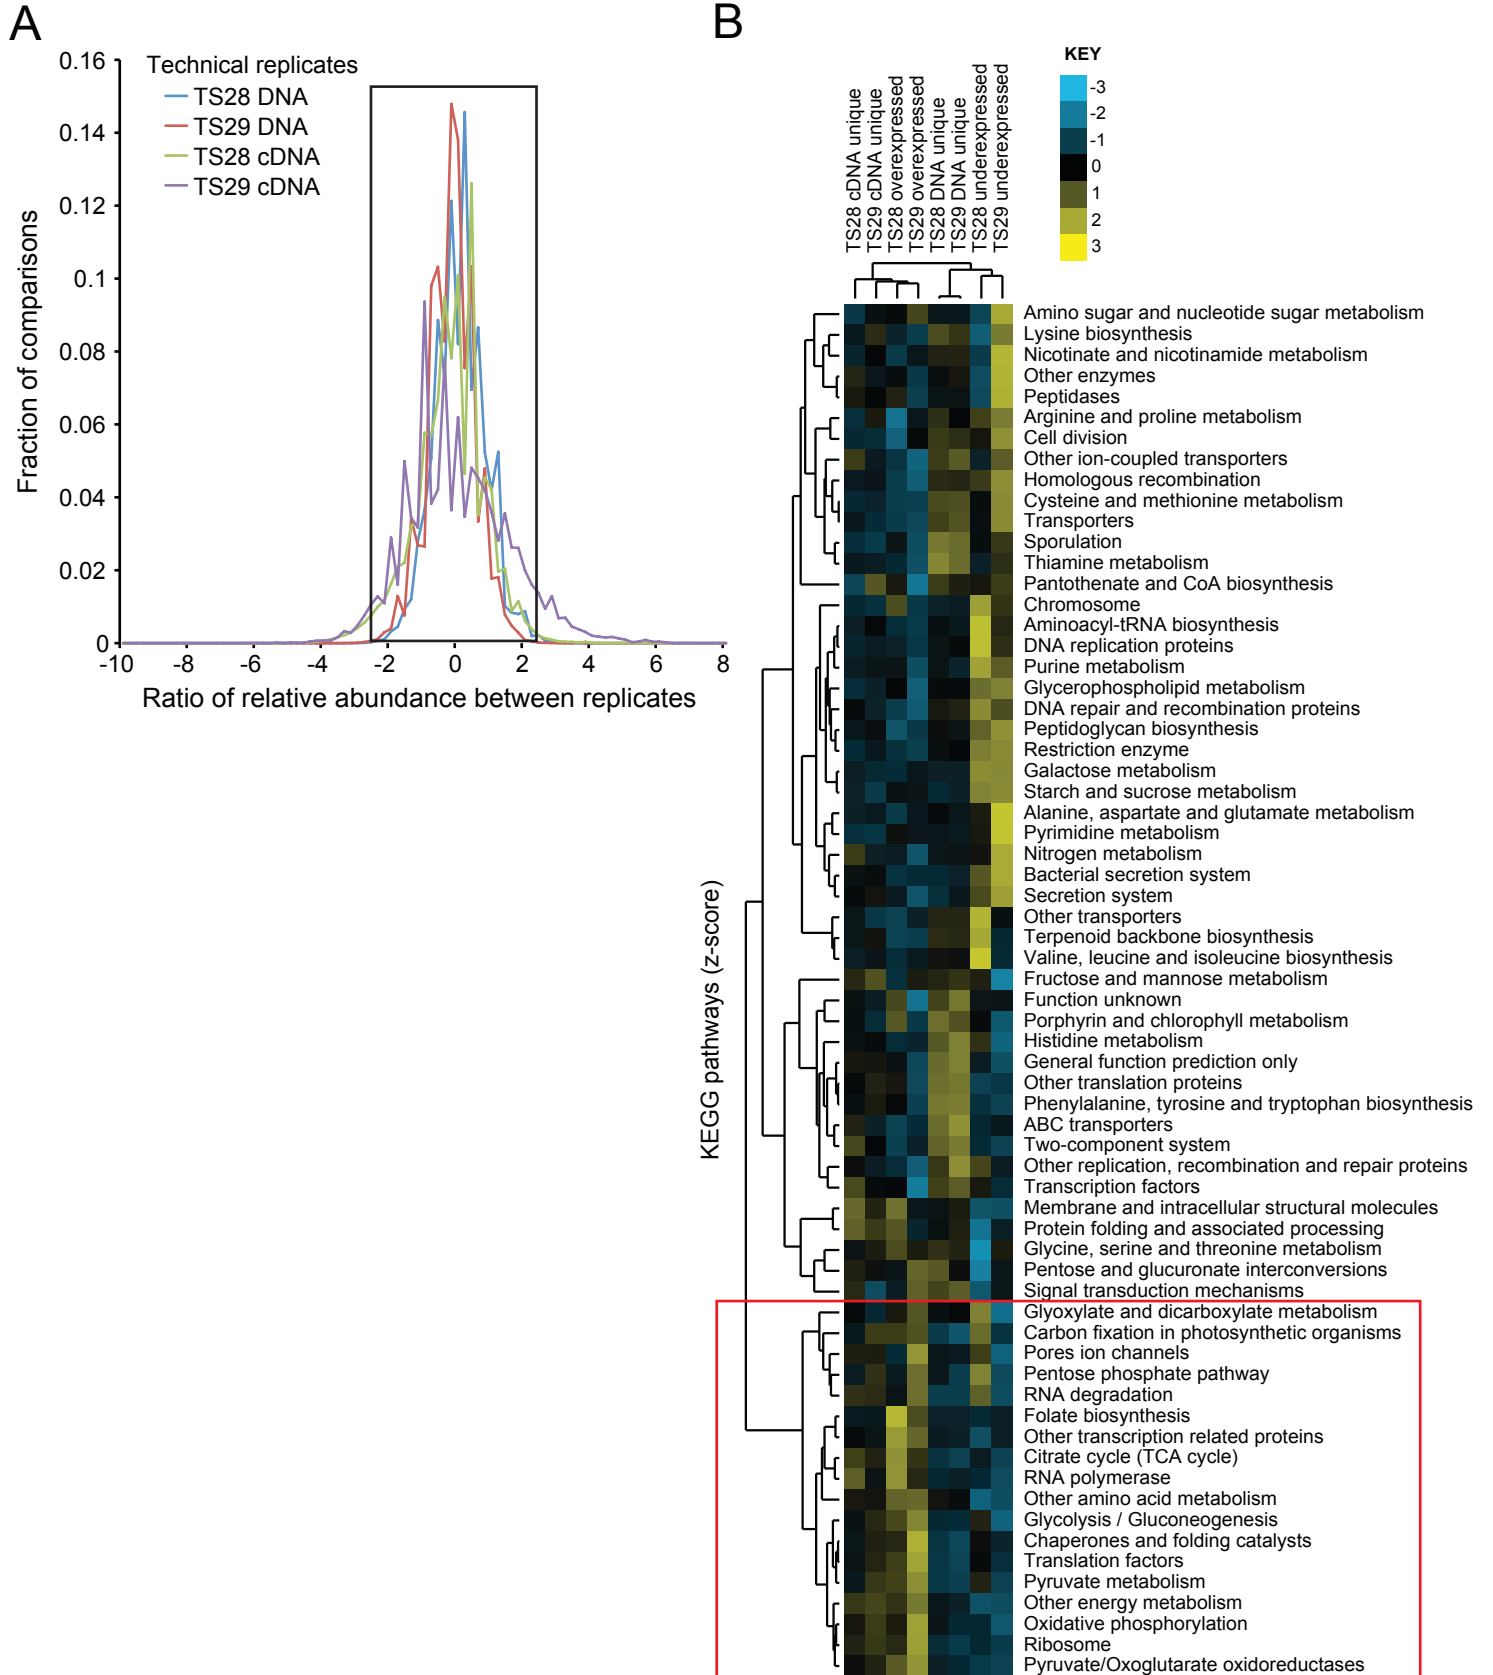 A
Technical replicates
TS28 DNA
TS29 DNA
TS28 cDNA
TS29 cDNA
0.16
0.14
0.12
0.1
0.08
0.06
0.04
0.02
0
-10 -8 -6 -4 -2 0 2 4 6 8
Fraction of comparisons
Ratio of relative abundance between replicates
B
KEY
-3
-2
-1
0
1
2
3
TS28 cDNA unique
TS29 cDNA unique
TS28 overexpressed
TS29 overexpressed
TS28 DNA unique
TS29 DNA unique
TS28 underexpressed
TS29 underexpressed
KEGG pathways (z-score)
Amino sugar and nucleotide sugar metabolism
Lysine biosynthesis
Nicotinate and nicotinamide metabolism
Other enzymes
Peptidases
Arginine and proline metabolism
Cell division
Other ion-coupled transporters
Homologous recombination
Cysteine and methionine metabolism
Transporters
Sporulation
Thiamine metabolism
Pantothenate and CoA biosynthesis
Chromosome
Aminoacyl-tRNA biosynthesis
DNA replication proteins
Purine metabolism
Glycerophospholipid metabolism
DNA repair and recombination proteins
Peptidoglycan biosynthesis
Restriction enzyme
Galactose metabolism
Starch and sucrose metabolism
Alanine, aspartate and glutamate metabolism
Pyrimidine metabolism
Nitrogen metabolism
Bacterial secretion system
Secretion system
Other transporters
Terpenoid backbone biosynthesis
Valine, leucine and isoleucine biosynthesis
Fructose and mannose metabolism
Function unknown
Porphyrin and chlorophyll metabolism
Histidine metabolism
General function prediction only
Other translation proteins
Phenylalanine, tyrosine and tryptophan biosynthesis
ABC transporters
Two-component system
Other replication, recombination and repair proteins
Transcription factors
Membrane and intracellular structural molecules
Protein folding and associated processing
Glycine, serine and threonine metabolism
Pentose and glucuronate interconversions
Signal transduction mechanisms
Glyoxylate and dicarboxylate metabolism
Carbon fixation in photosynthetic organisms
Pores ion channels
Pentose phosphate pathway
RNA degradation
Folate biosynthesis
Other transcription related proteins
Citrate cycle (TCA cycle)
RNA polymerase
Other amino acid metabolism
Glycolysis / Gluconeogenesis
Chaperones and folding catalysts
Translation factors
Pyruvate metabolism
Other energy metabolism
Oxidative phosphorylation
Ribosome
Pyruvate/Oxoglutarate oxidoreductases